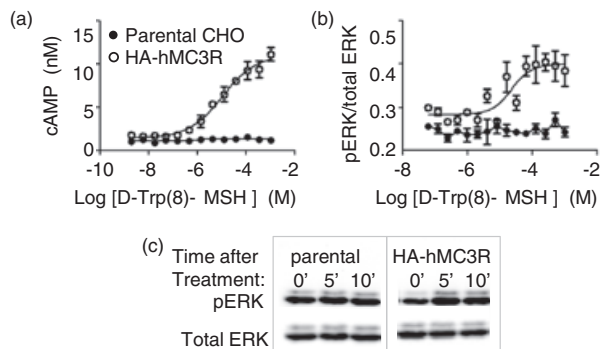 (a)
Parental CHO
HA-hMC3R
cAMP (nM)
15
10
5
0
-10 -8 -6 -4 -2
Log [D-Trp(8)- MSH ] (M)
(b)
pERK/total ERK
0.5
0.4
0.3
0.2
-8 -6 -4 -2
Log [D-Trp(8)- MSH ] (M)
(c)
Time after
Treatment:
parental
HA-hMC3R
0' 5' 10'
0' 5' 10'
pERK
Total ERK